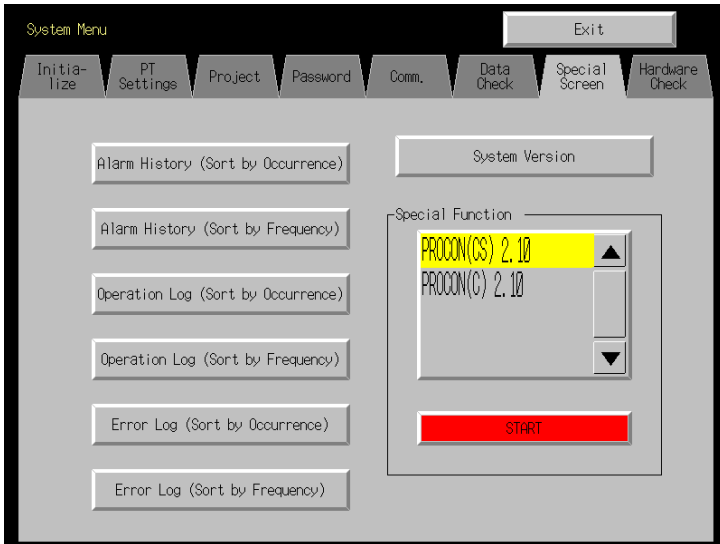 System Menu
Exit
Initia-
lize
PT
Settings
Project
Password
Comm.
Data
Check
Special
Screen
Hardware
Check
Alarm History (Sort by Occurrence)
Alarm History (Sort by Frequency)
Operation Log (Sort by Occurrence)
Operation Log (Sort by Frequency)
Error Log (Sort by Occurrence)
Error Log (Sort by Frequency)
System Version
Special Function
PROCON(CS) 2.10
PROCON(C) 2.10
START